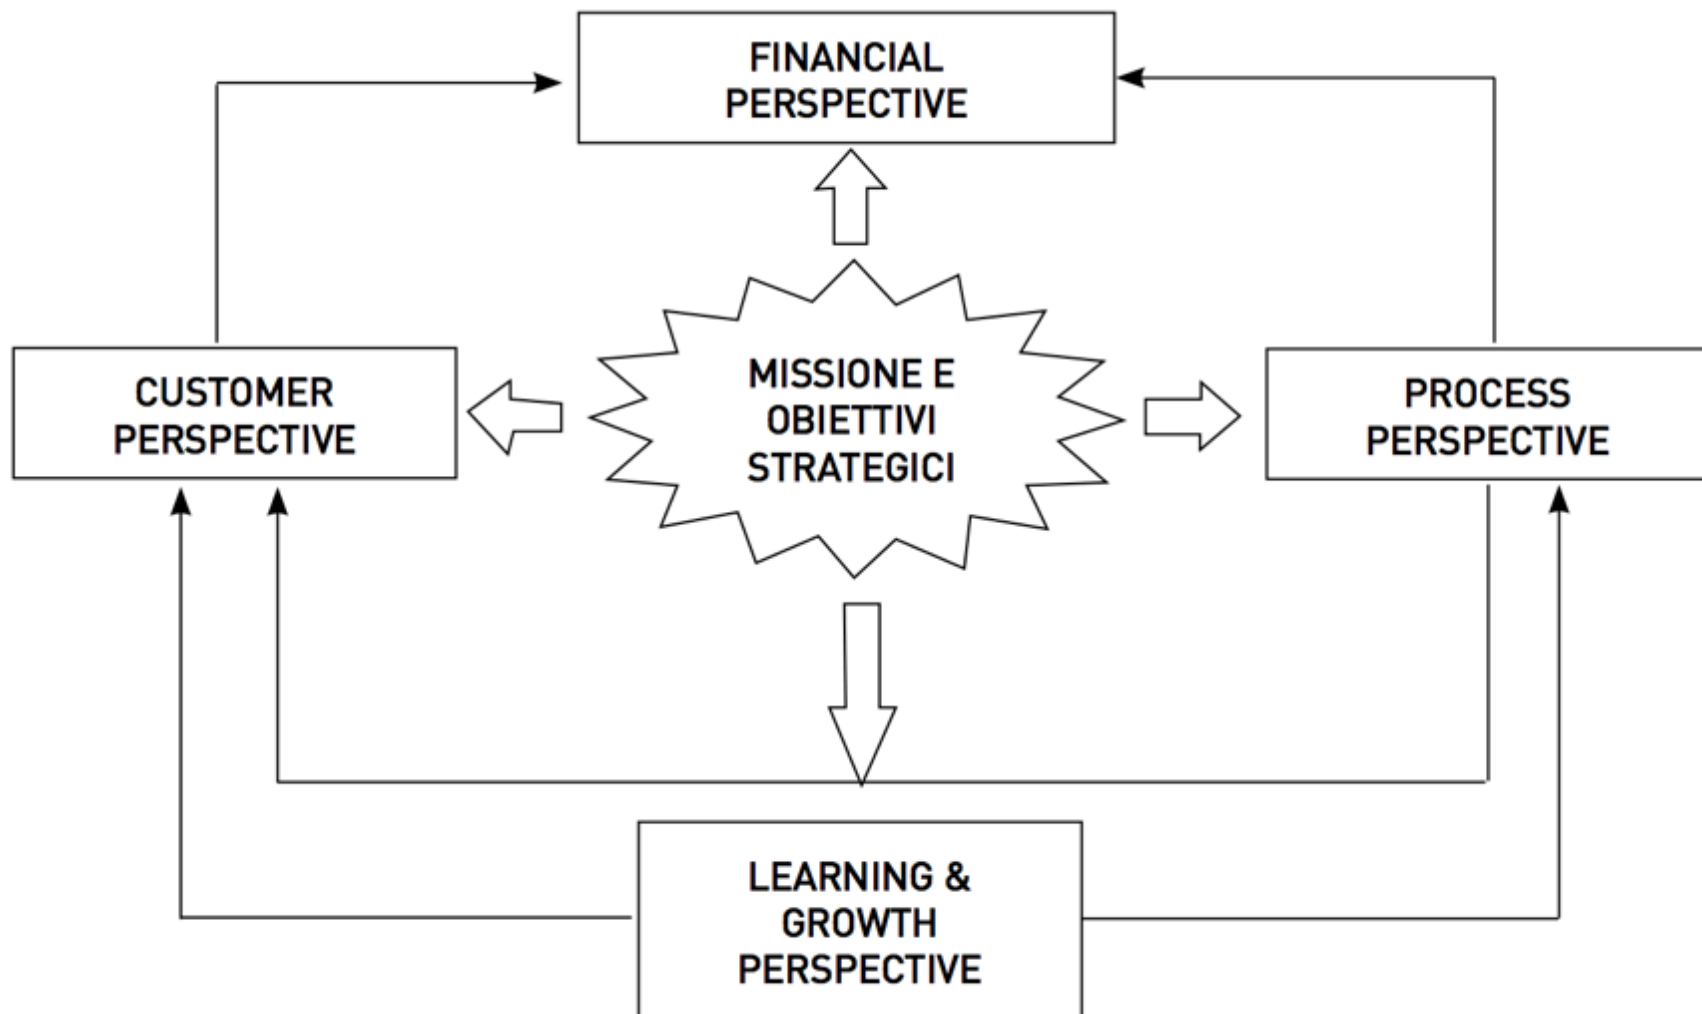 FINANCIAL
PERSPECTIVE
CUSTOMER
PERSPECTIVE
MISSIONE E
OBIETTIVI
STRATEGICI
PROCESS
PERSPECTIVE
LEARNING &
GROWTH
PERSPECTIVE